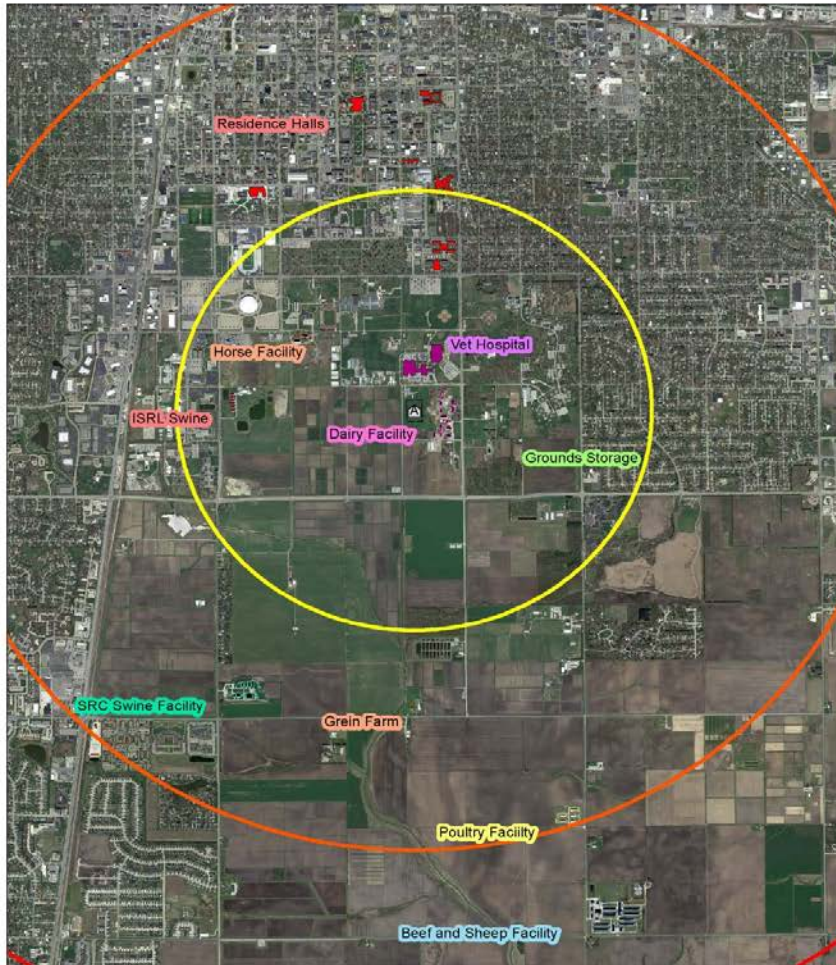 Residence Halls
Vet Hospital
Horse Facility
ISRL Swine
A
Dairy Facility
Grounds Storage
SRC Swine Facility
Grein Farm
Poultry Faciilty
Beef and Sheep Facility